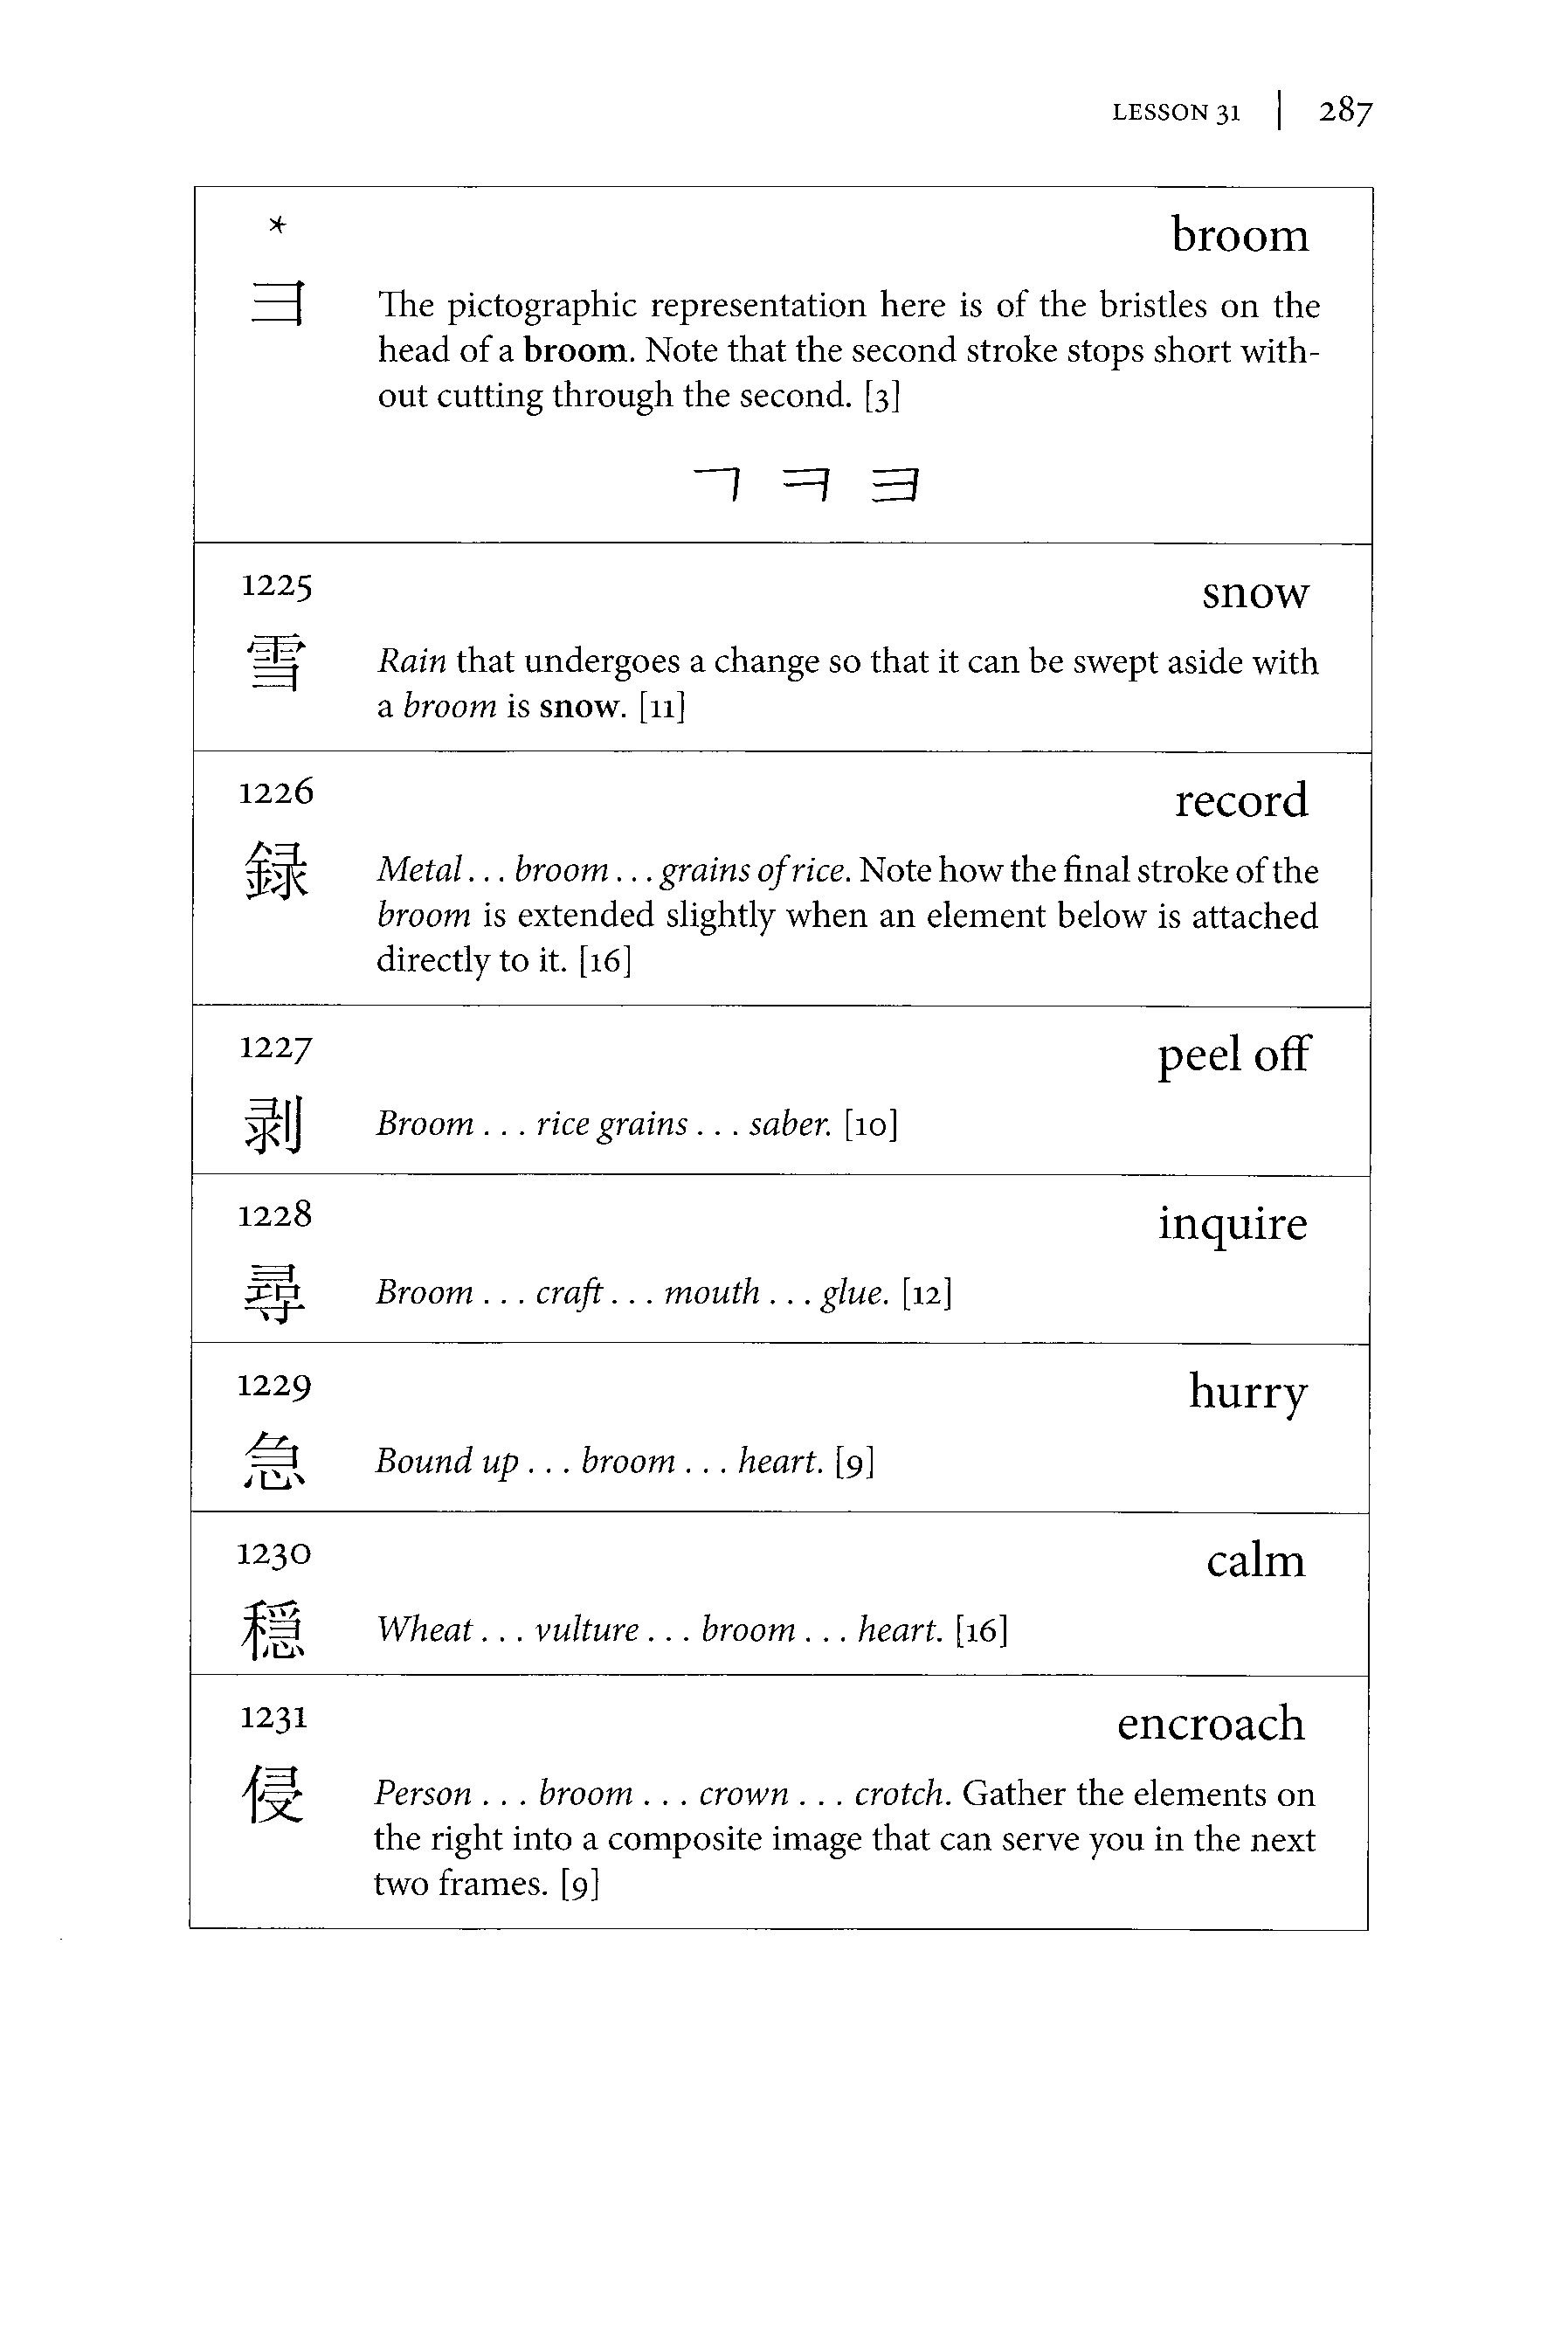 LESSON 31 | 287
* broom
ヨ The pictographic representation here is of the bristles on the
head of a broom. Note that the second stroke stops short with-
out cutting through the second. [3]
㇕ ㆕ ヨ
1225 snow
雪 Rain that undergoes a change so that it can be swept aside with
a broom is snow. [11]
1226 record
録 Metal . . . broom . . . grains of rice. Note how the final stroke of the
broom is extended slightly when an element below is attached
directly to it. [16]
1227 peel off
剥 Broom . . . rice grains . . . saber. [10]
1228 inquire
尋 Broom . . . craft . . . mouth . . . glue. [12]
1229 hurry
急 Bound up . . . broom . . . heart. [9]
1230 calm
穏 Wheat . . . vulture . . . broom . . . heart. [16]
1231 encroach
侵 Person . . . broom . . . crown . . . crotch. Gather the elements on
the right into a composite image that can serve you in the next
two frames. [9]